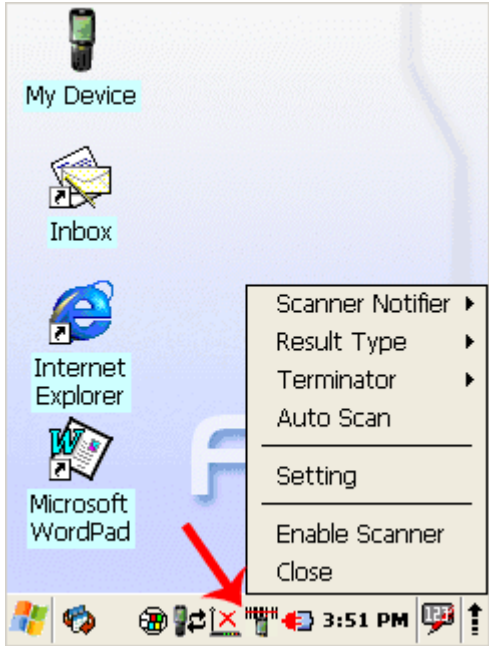 My Device
Inbox
Internet
Explorer
Microsoft
WordPad
Scanner Notifier
Result Type
Terminator
Auto Scan
Setting
Enable Scanner
Close
3:51 PM